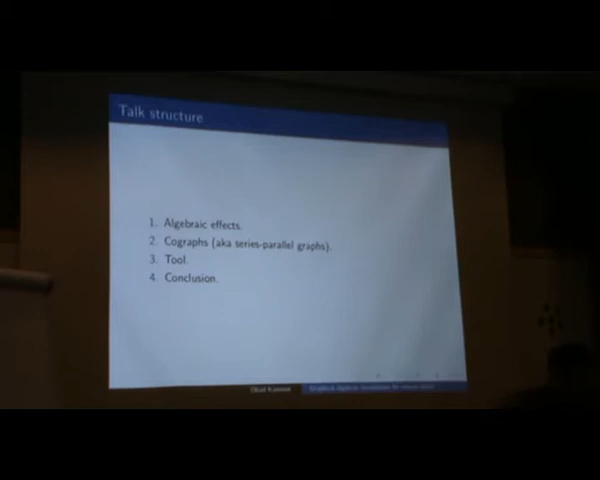 Talk structure
1. Algebraic effects.
2. Cographs (aka series-parallel graphs).
3. Tool.
4. Conclusion.